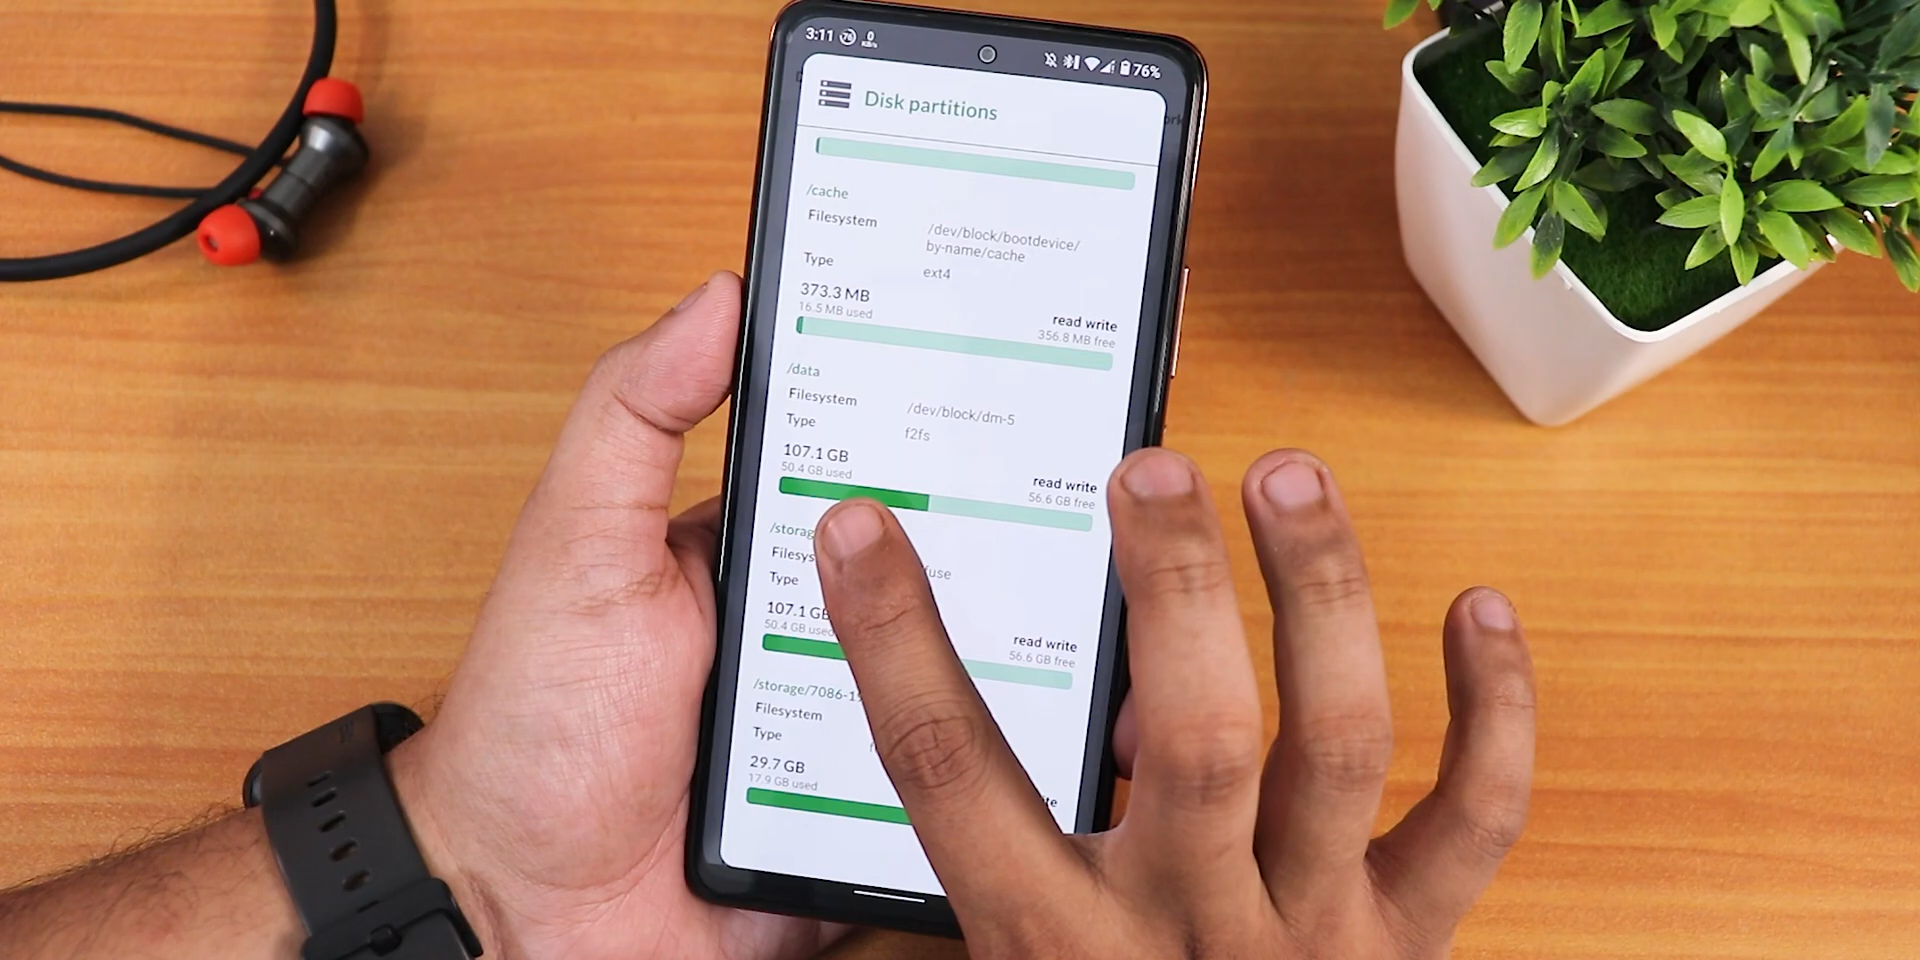 3:11 76 0 KB/s 76%
Disk partitions
/cache
Filesystem /dev/block/bootdevice/
by-name/cache
Type ext4
373.3 MB
16.5 MB used
read write
356.8 MB free
/data
Filesystem /dev/block/dm-5
Type f2fs
107.1 GB
50.4 GB used
read write
56.6 GB free
Type
107.1 GB
50.4 GB used
read write
56.6 GB free
Filesystem
Type
29.7 GB
17.9 GB used